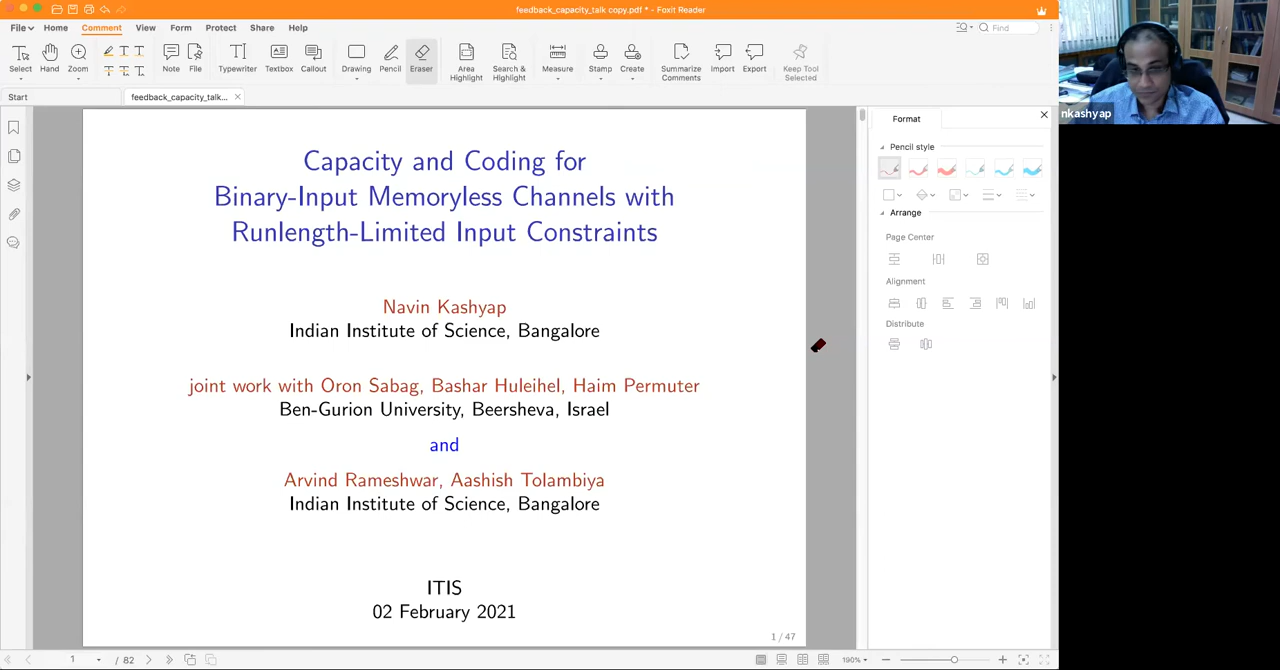 feedback_capacity_talk copy.pdf * - Foxit Reader
File Home Comment View Form Protect Share Help Find
Select Hand Zoom Note File Typewriter Textbox Callout Drawing Pencil Eraser Area Highlight Search & Highlight Measure Stamp Create Summarize Comments Import Export Keep Tool Selected
Start feedback_capacity_talk...
Capacity and Coding for
Binary-Input Memoryless Channels with
Runlength-Limited Input Constraints
Navin Kashyap
Indian Institute of Science, Bangalore
joint work with Oron Sabag, Bashar Huleihel, Haim Permuter
Ben-Gurion University, Beersheva, Israel
and
Arvind Rameshwar, Aashish Tolambiya
Indian Institute of Science, Bangalore
ITIS
02 February 2021
1 / 47
Format
Pencil style
Arrange
Page Center
Alignment
Distribute
nkashyap
1 / 82 190%